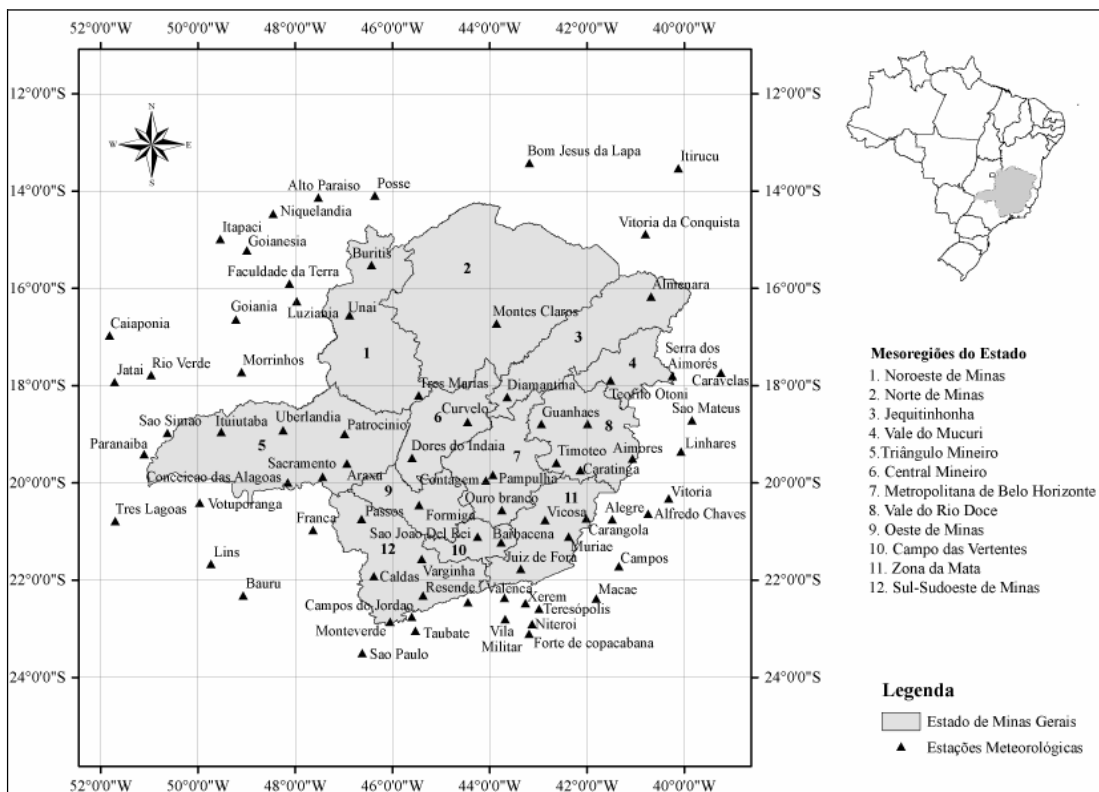 52°0'0"W 50°0'0"W 48°0'0"W 46°0'0"W 44°0'0"W 42°0'0"W 40°0'0"W
12°0'0"S 12°0'0"S
N
W E
S
Bom Jesus da Lapa
Itirucu
14°0'0"S 14°0'0"S
Alto Paraiso
Posse
Niquelandia
Itapaci
Goianesia
Vitoria da Conquista
Buritis
2
Faculdade da Terra
16°0'0"S 16°0'0"S
Almenara
Goiania
Luziania
Unai
Montes Claros
Caiaponia
3
1
4
Serra dos
Aimorés
Jatai
Rio Verde
Morrinhos
18°0'0"S 18°0'0"S
Caravelas
Tres Marias
Diamantina
Teofilo Otoni
Curvelo
6
Guanhaes
8
Sao Mateus
Sao Simao
Ituiutaba
Uberlandia
Patrocinio
Paranaiba
5
Dores do Indaia
7
Timoteo
Aimores
Linhares
Sacramento
Araxa
Caratinga
Conceicao das Alagoas
Contagem
Pampulha
20°0'0"S 20°0'0"S
9
Ouro branco
11
Vitoria
Tres Lagoas
Votuporanga
Franca
Passos
Formiga
Vicosa
Alegre
Alfredo Chaves
Sao Joao Del Rei
Barbacena
Carangola
12
10
Muriae
Lins
Juiz de Fora
Campos
Varginha
22°0'0"S 22°0'0"S
Caldas
Bauru
Resende
Valenca
Xerem
Macae
Campos do Jordao
Teresópolis
Monteverde
Taubate
Vila
Militar
Niteroi
Forte de copacabana
Sao Paulo
24°0'0"S 24°0'0"S
52°0'0"W 50°0'0"W 48°0'0"W 46°0'0"W 44°0'0"W 42°0'0"W 40°0'0"W
Mesoregiões do Estado
1. Noroeste de Minas
2. Norte de Minas
3. Jequitinhonha
4. Vale do Mucuri
5.Triângulo Mineiro
6. Central Mineiro
7. Metropolitana de Belo Horizonte
8. Vale do Rio Doce
9. Oeste de Minas
10. Campo das Vertentes
11. Zona da Mata
12. Sul-Sudoeste de Minas
Legenda
Estado de Minas Gerais
Estações Meteorológicas